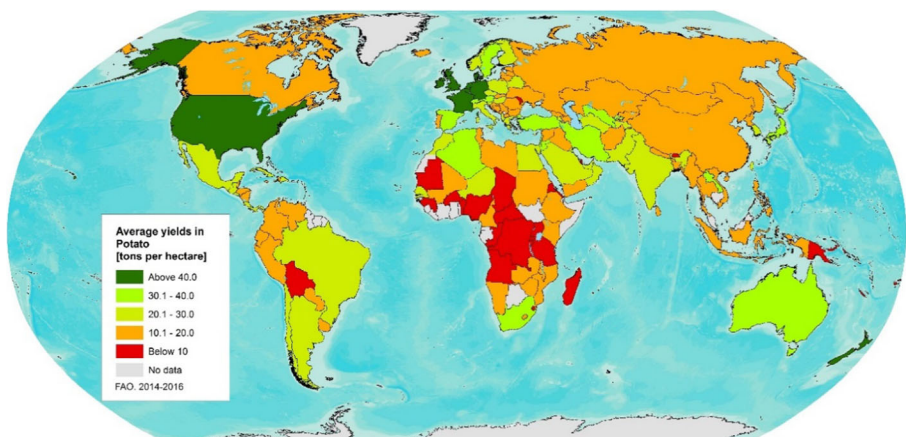 Average yields in
Potato
[tons per hectare]
Above 40.0
30.1 - 40.0
20.1 - 30.0
10.1 - 20.0
Below 10
No data
FAO. 2014-2016